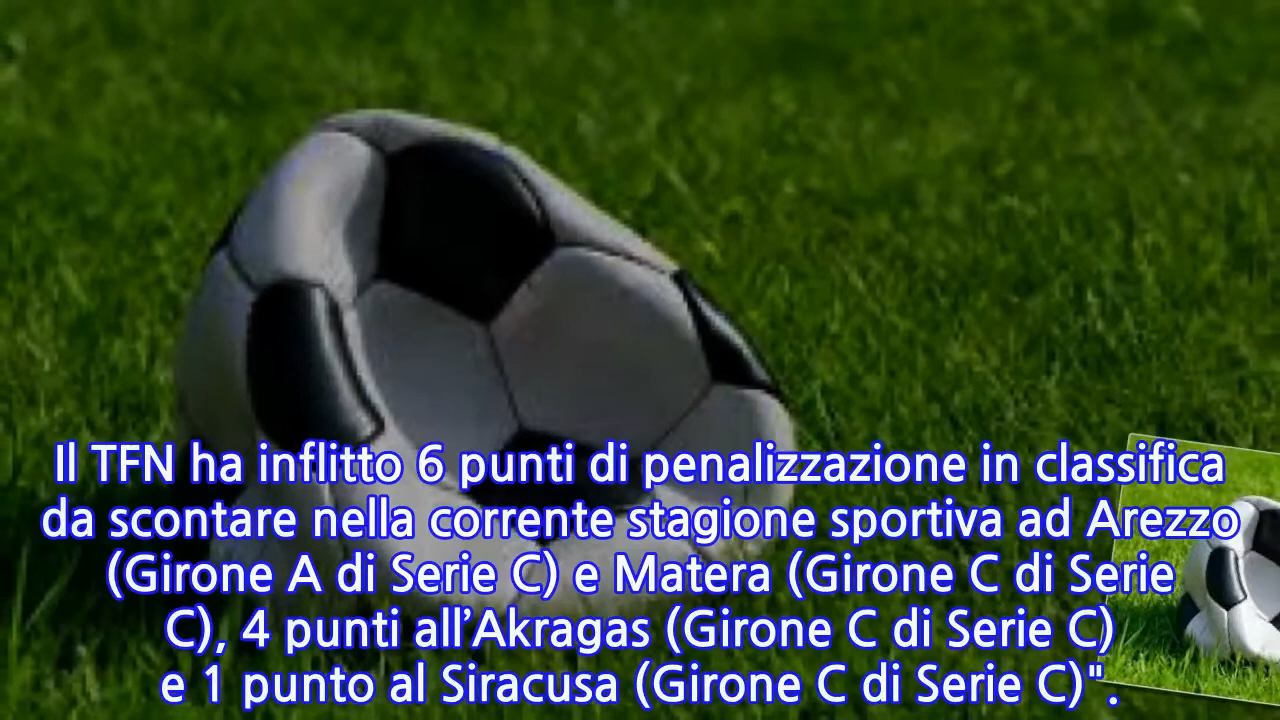 Il TFN ha inflitto 6 punti di penalizzazione in classifica
da scontare nella corrente stagione sportiva ad Arezzo
(Girone A di Serie C) e Matera (Girone C di Serie
C), 4 punti all’Akragas (Girone C di Serie C)
e 1 punto al Siracusa (Girone C di Serie C)".